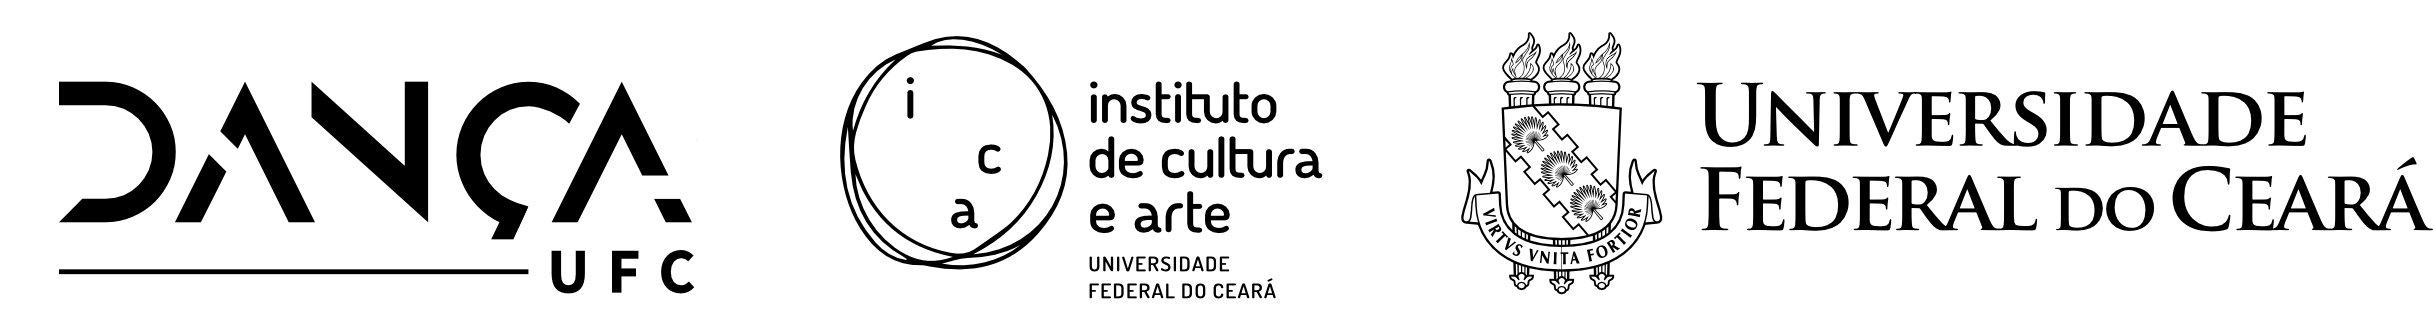 DANÇA
UFC
i
c
a
instituto
de cultura
e arte
UNIVERSIDADE
FEDERAL DO CEARÁ
VIRTVS VNITA FORTIOR
UNIVERSIDADE
FEDERAL DO CEARÁ